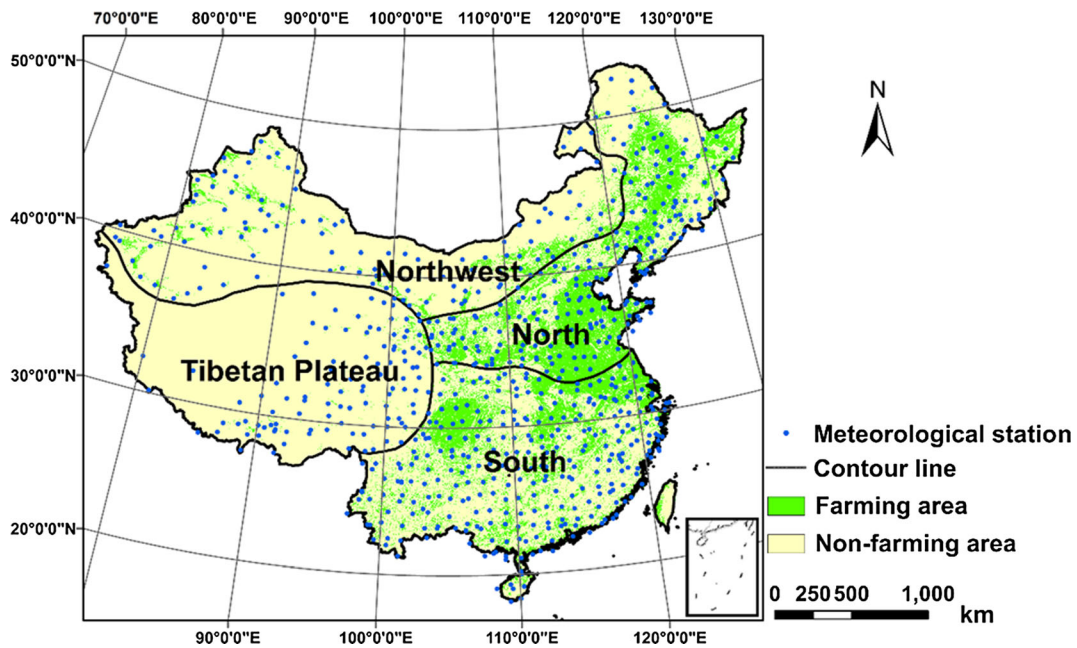 70°0'0"E 80°0'0"E 90°0'0"E 100°0'0"E 110°0'0"E 120°0'0"E 130°0'0"E
50°0'0"N
40°0'0"N
30°0'0"N
20°0'0"N
N
Northwest
North
Tibetan Plateau
South
Meteorological station
Contour line
Farming area
Non-farming area
0 250 500 1,000
km
90°0'0"E 100°0'0"E 110°0'0"E 120°0'0"E